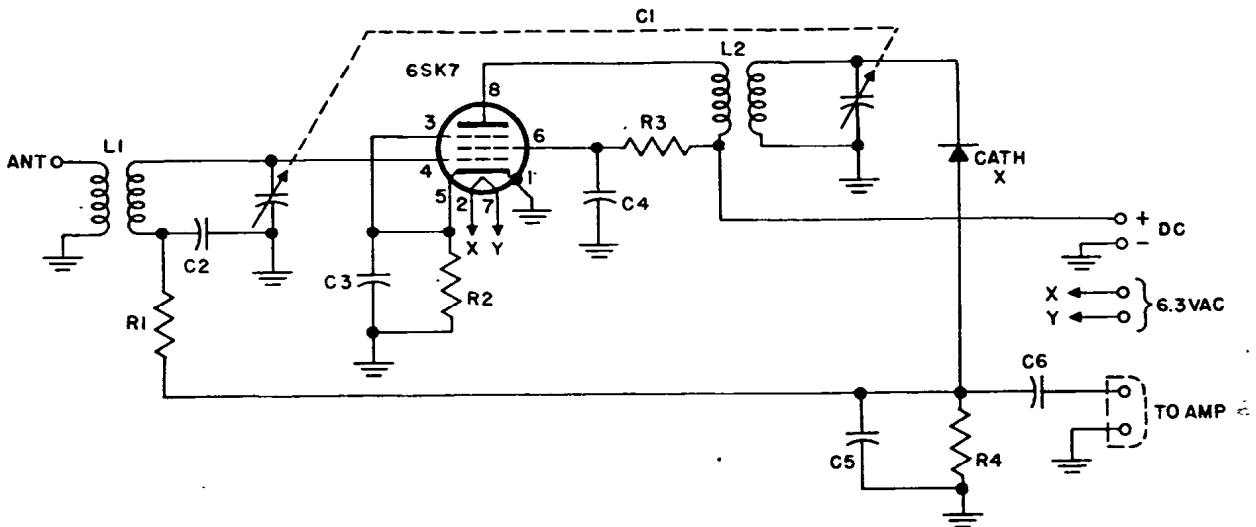 C1
L2
6SK7
8
3
6
R3
L1
ANT
4
1
CATH
X
5
2
7
C4
+
DC
-
X
Y
C2
C3
R2
X
6.3VAC
Y
R1
C6
TO AMP
C5
R4